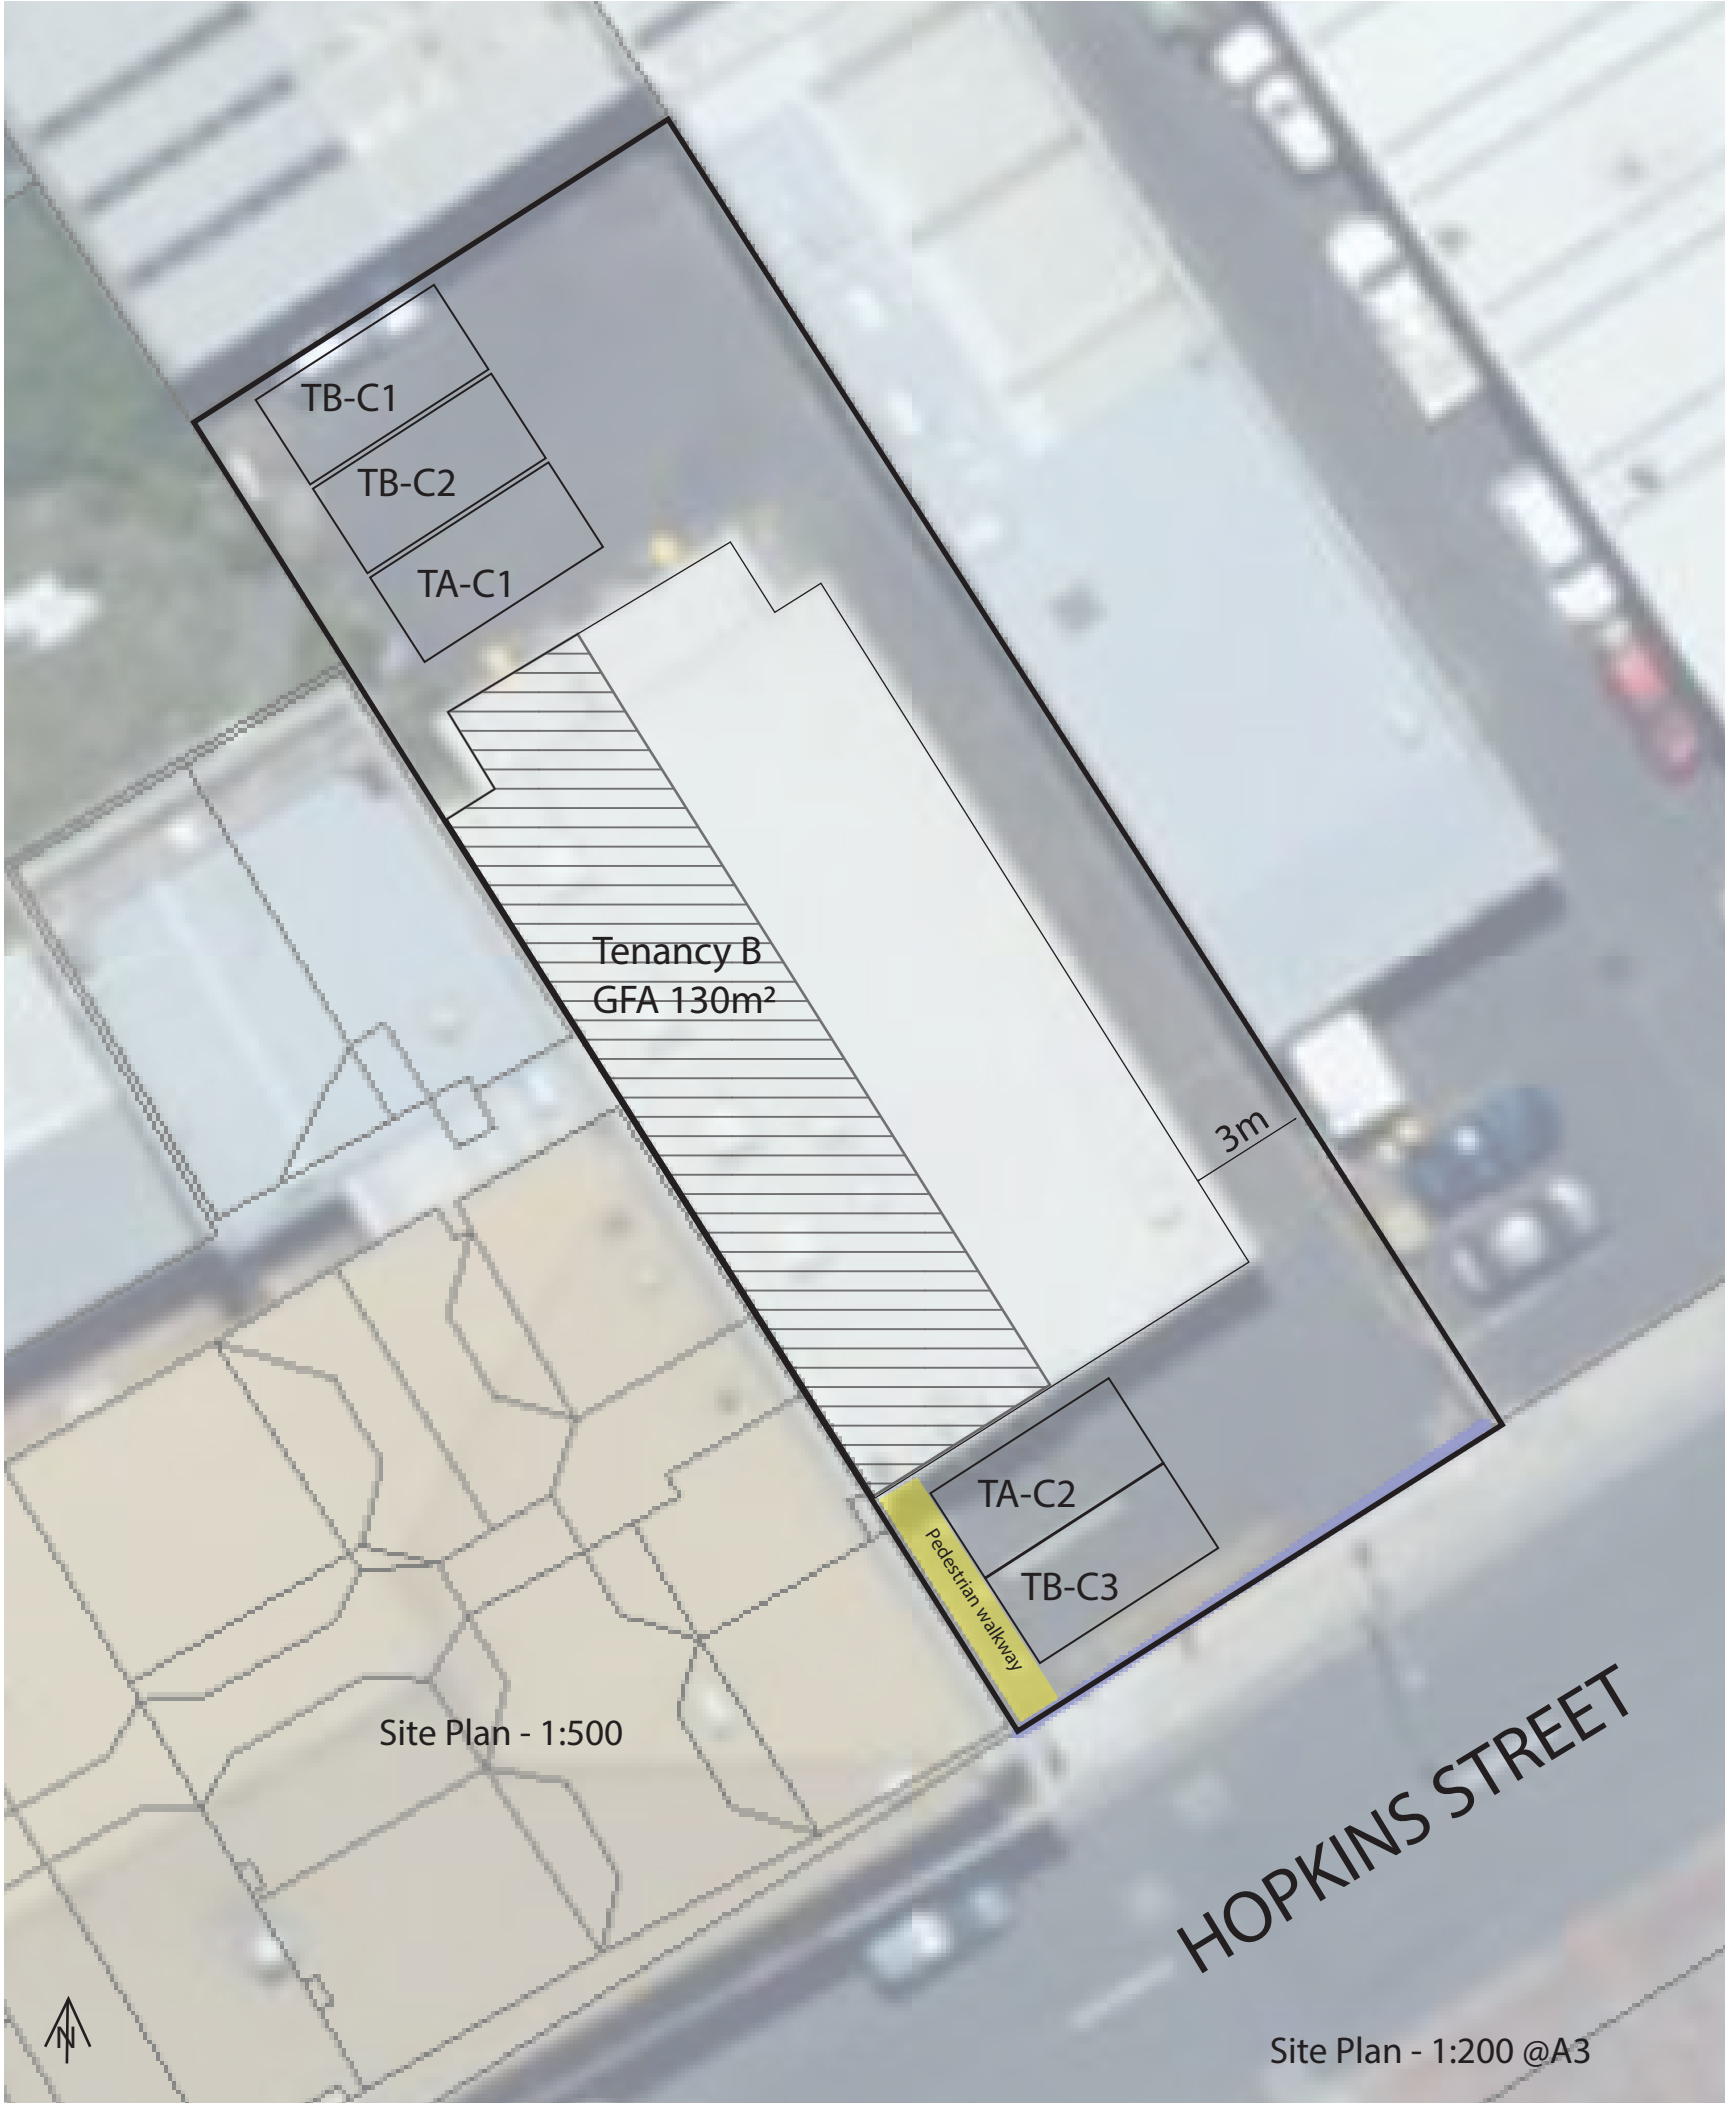 TB-C1
TB-C2
TA-C1
Tenancy B
GFA 130m²
3m
TA-C2
TB-C3
Pedestrian walkway
Site Plan - 1:500
HOPKINS STREET
N
Site Plan - 1:200 @A3